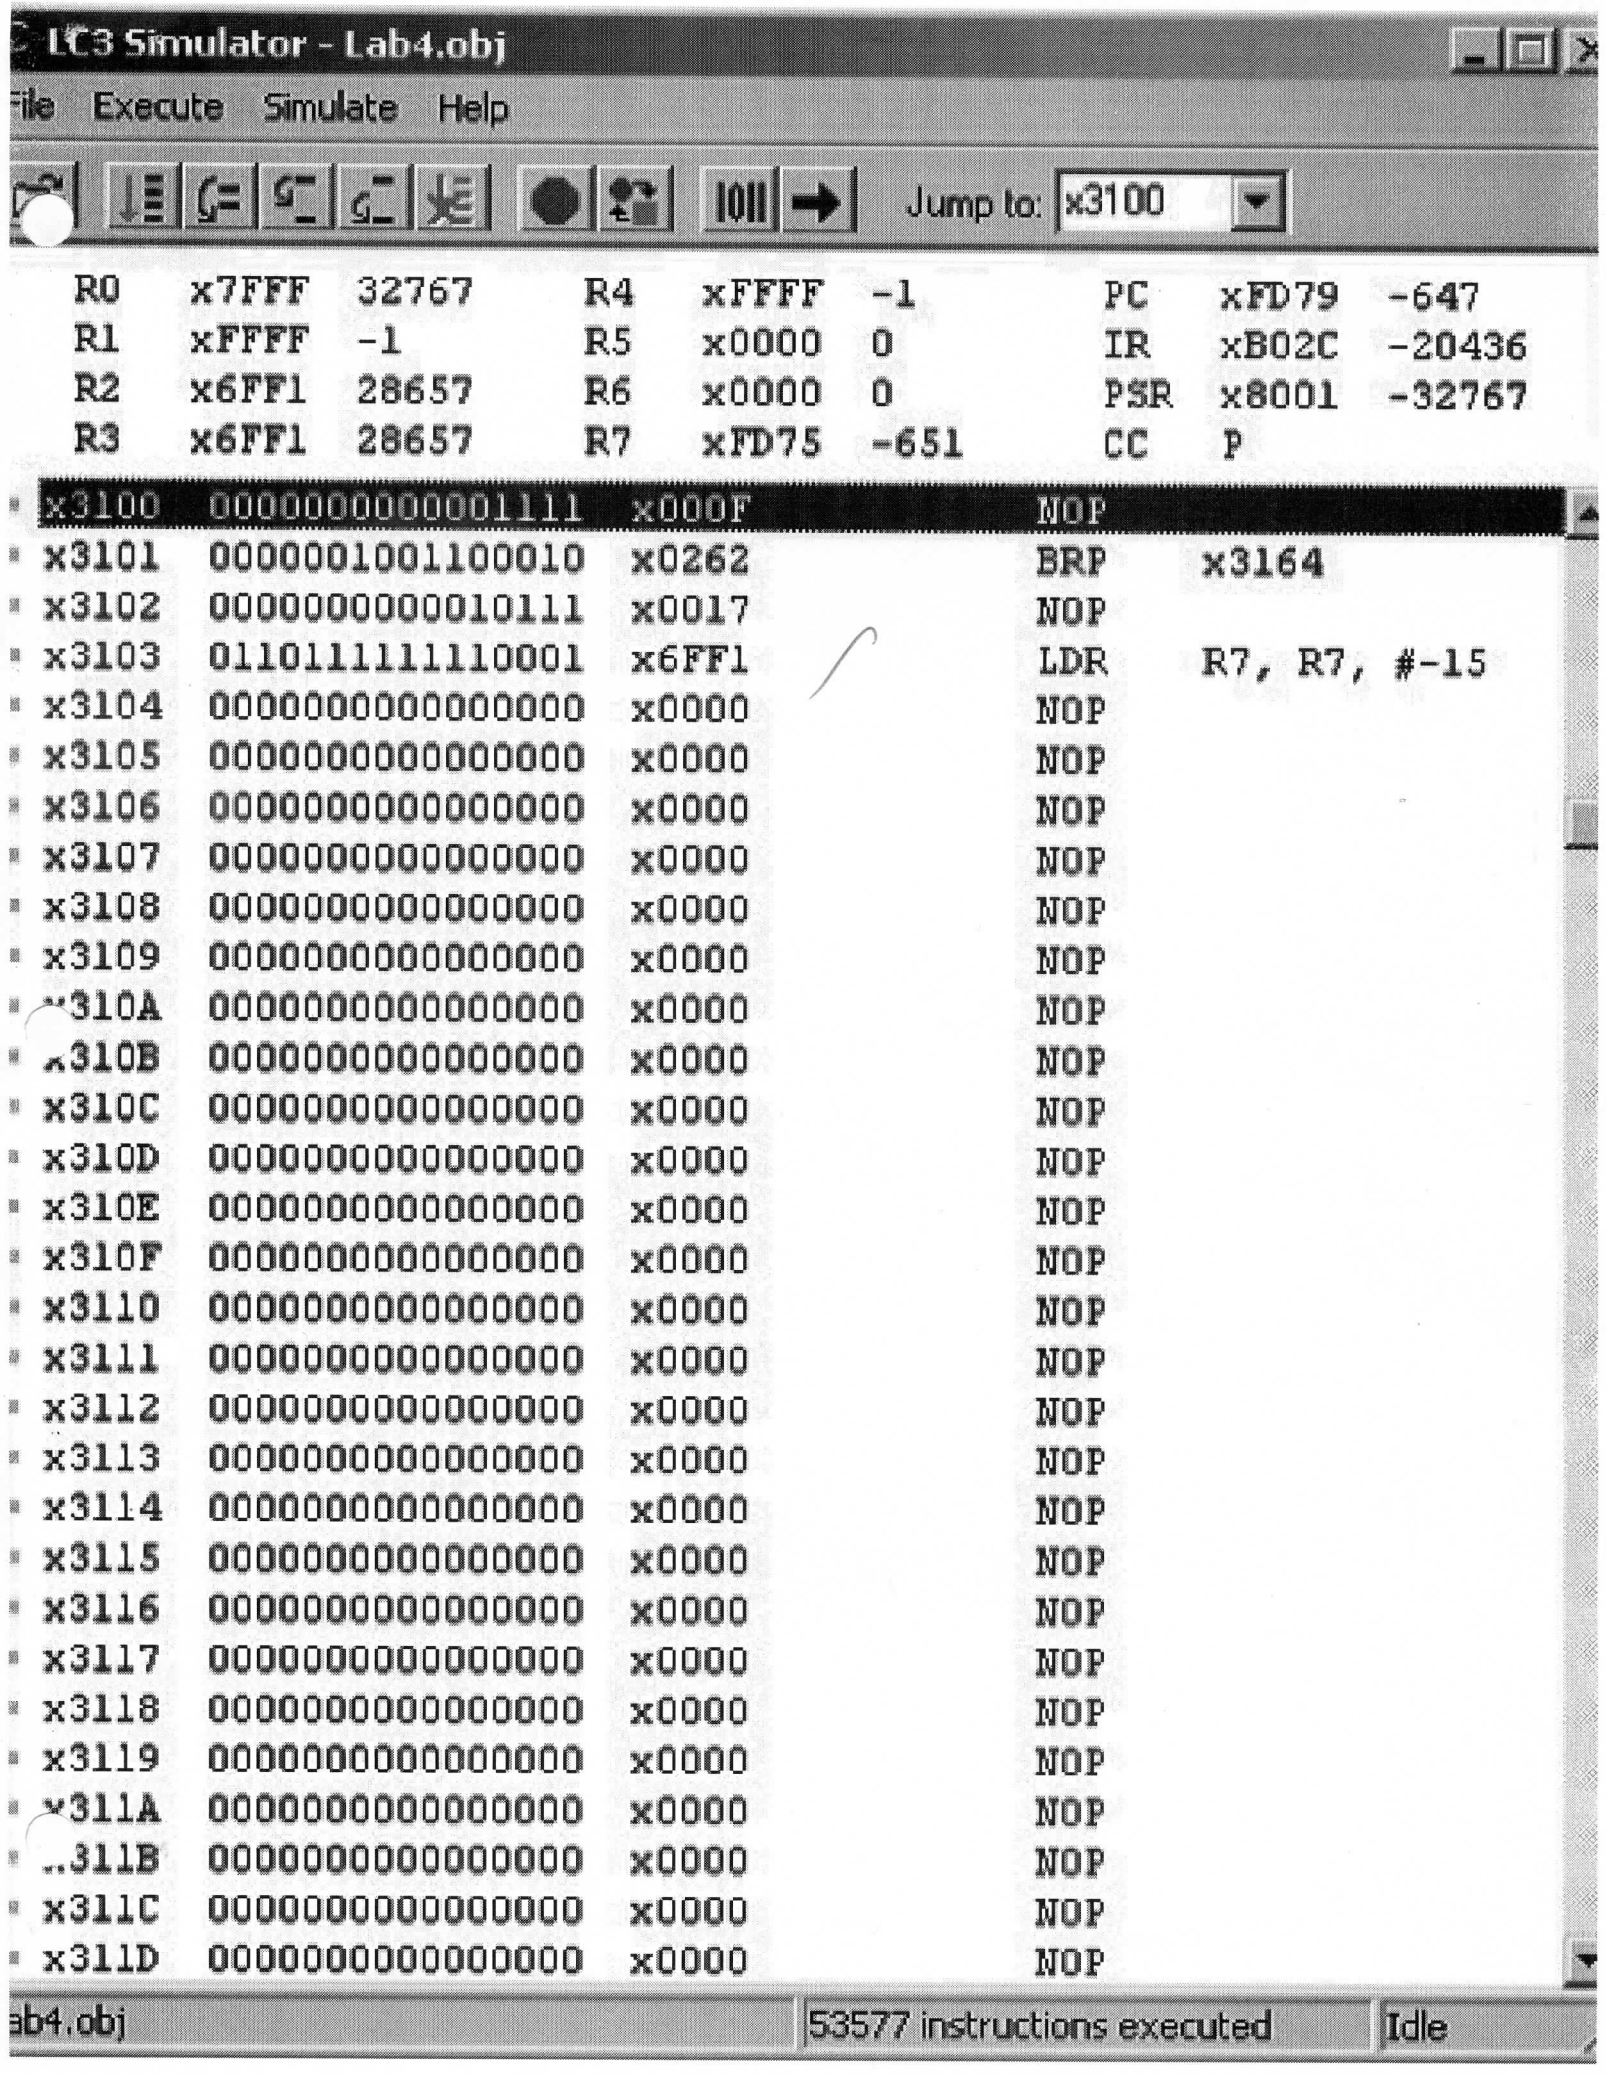 LC3 Simulator - Lab4.obj
File Execute Simulate Help
Jump to: x3100
R0 x7FFF 32767 R4 xFFFF -1 PC xFD79 -647
R1 xFFFF -1 R5 x0000 0 IR xB02C -20436
R2 x6FF1 28657 R6 x0000 0 PSR x8001 -32767
R3 x6FF1 28657 R7 xFD75 -651 CC P
x3100 0000000000001111 x000F NOP
x3101 0000001001100010 x0262 BRP x3164
x3102 0000000000010111 x0017 NOP
x3103 0110111111110001 x6FF1 LDR R7, R7, #-15
x3104 0000000000000000 x0000 NOP
x3105 0000000000000000 x0000 NOP
x3106 0000000000000000 x0000 NOP
x3107 0000000000000000 x0000 NOP
x3108 0000000000000000 x0000 NOP
x3109 0000000000000000 x0000 NOP
x310A 0000000000000000 x0000 NOP
x310B 0000000000000000 x0000 NOP
x310C 0000000000000000 x0000 NOP
x310D 0000000000000000 x0000 NOP
x310E 0000000000000000 x0000 NOP
x310F 0000000000000000 x0000 NOP
x3110 0000000000000000 x0000 NOP
x3111 0000000000000000 x0000 NOP
x3112 0000000000000000 x0000 NOP
x3113 0000000000000000 x0000 NOP
x3114 0000000000000000 x0000 NOP
x3115 0000000000000000 x0000 NOP
x3116 0000000000000000 x0000 NOP
x3117 0000000000000000 x0000 NOP
x3118 0000000000000000 x0000 NOP
x3119 0000000000000000 x0000 NOP
x311A 0000000000000000 x0000 NOP
x311B 0000000000000000 x0000 NOP
x311C 0000000000000000 x0000 NOP
x311D 0000000000000000 x0000 NOP
ab4.obj 53577 instructions executed Idle